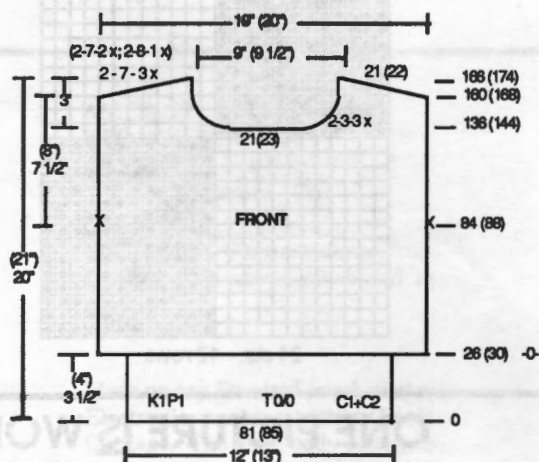 19" (20")
(2-7-2 x; 2-8-1 x)
9" (9 1/2")
2 - 7 - 3 x
21 (22)
166 (174)
3"
160 (168)
2-3-3 x
136 (144)
21(23)
(8")
7 1/2"
FRONT
X
X
84 (88)
(21")
20"
26 (30) -0-
(4")
3 1/2"
K1P1
T 0/0
C1+C2
0
81 (85)
12" (13")